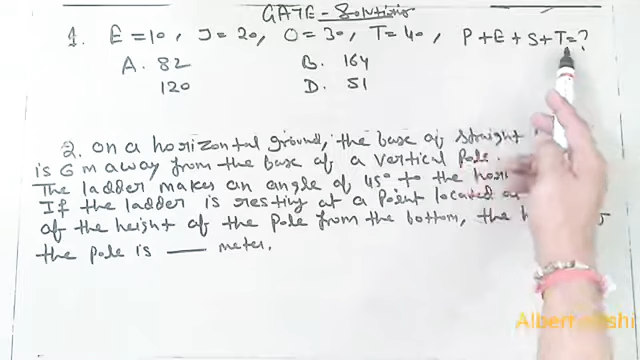 GATE - Solutions
1. E = 10, J = 20, O = 30, T = 40, P + E + S + T = ?
A. 82 B. 164
120 D. 51
2. on a horizontal ground, the base of straight
is 6 m away from the base of a vertical Pole.
The ladder makes an angle of 45° to the hori
If the ladder is resting at a Point located a
of the height of the Pole from the bottom, the h
the pole is ___ meter.